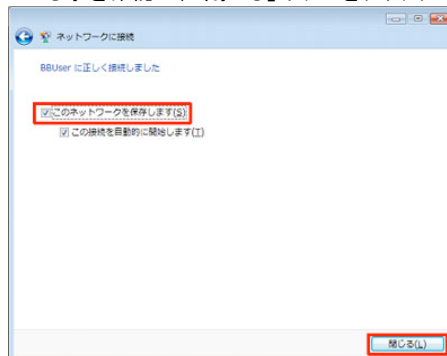 ネットワークに接続
BBUser に正しく接続しました
このネットワークを保存します(S)
この接続を自動的に開始します(T)
閉じる(L)